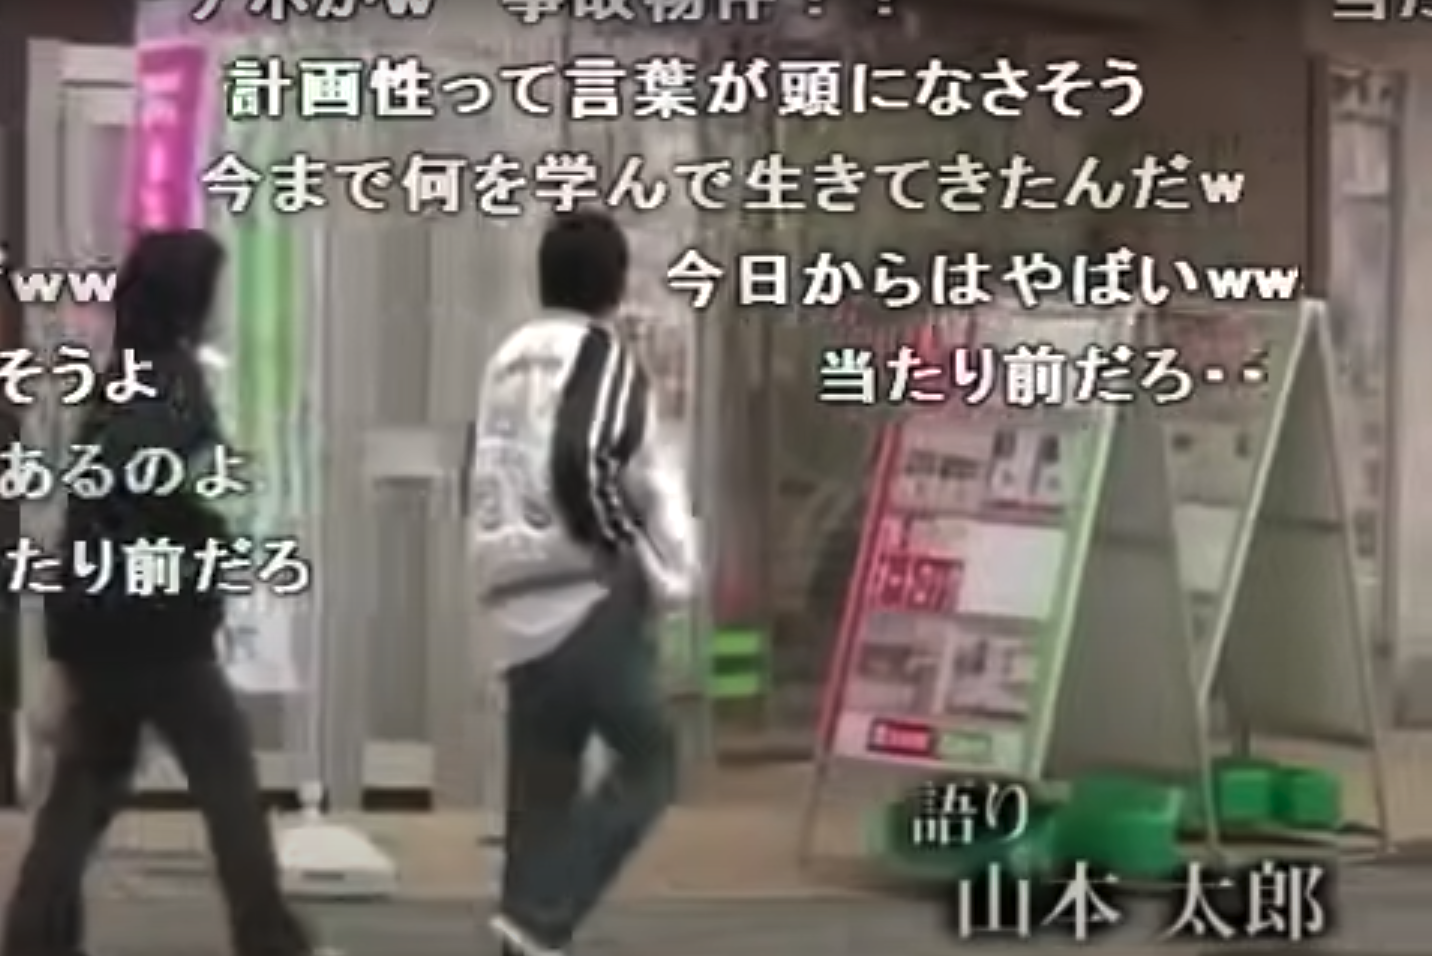 計画性って言葉が頭になさそう
今まで何を学んで生きてきたんだw
ww
今日からはやばいww
そうよ
当たり前だろ‥
あるのよ
たり前だろ
語り
山本 太郎